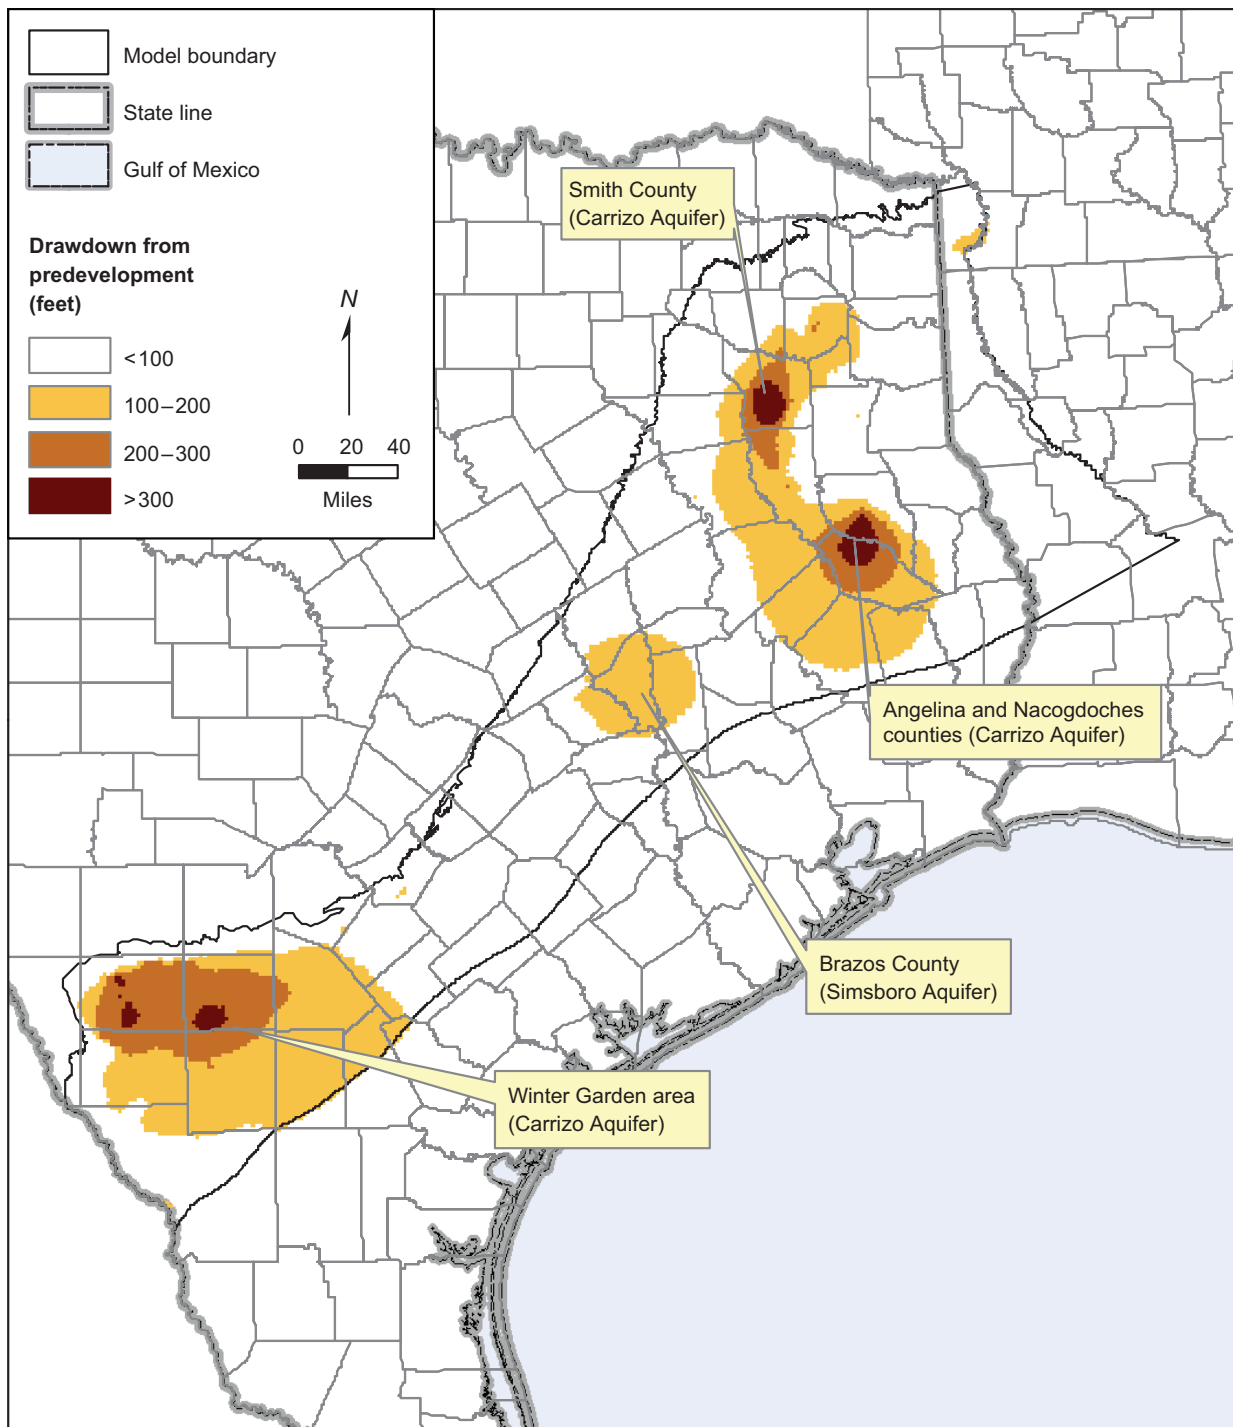 Model boundary
State line
Gulf of Mexico
Drawdown from
predevelopment
(feet)
<100
100–200
200–300
>300
N
0 20 40
Miles
Smith County
(Carrizo Aquifer)
Angelina and Nacogdoches
counties (Carrizo Aquifer)
Brazos County
(Simsboro Aquifer)
Winter Garden area
(Carrizo Aquifer)